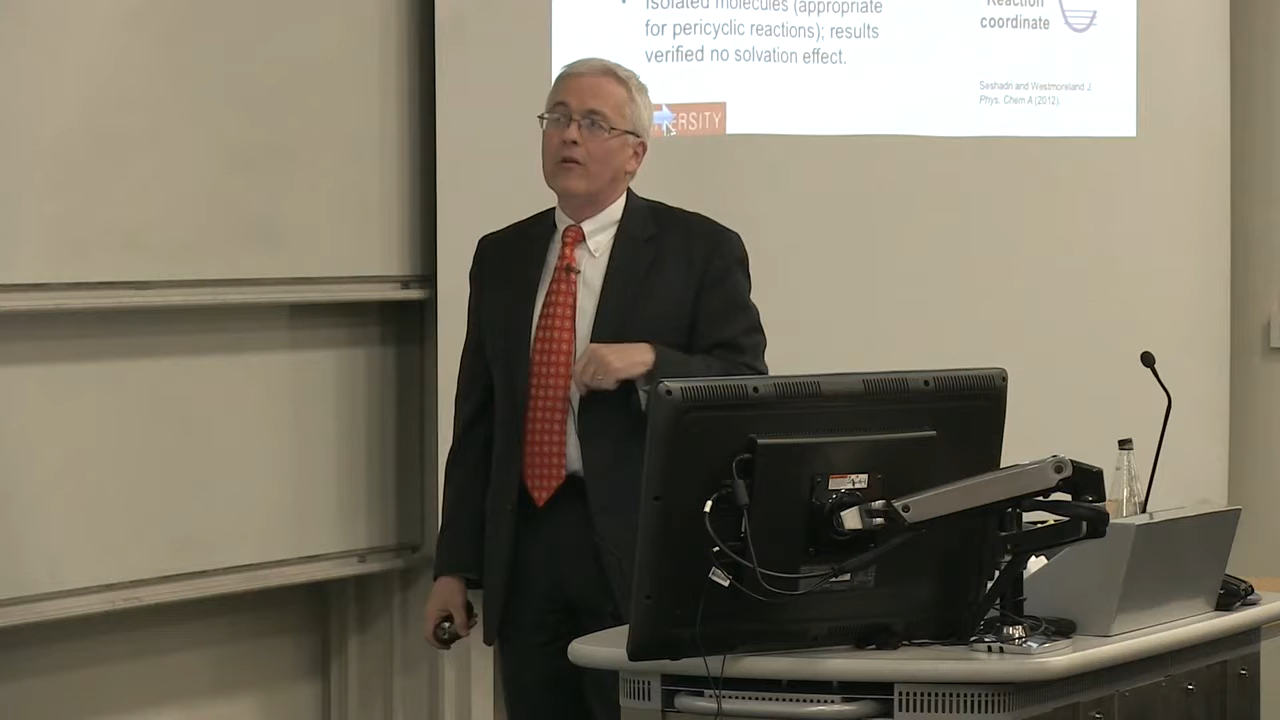 • Isolated molecules (appropriate
for pericyclic reactions); results
verified no solvation effect.
Reaction
coordinate
Seshadri and Westmoreland J.
Phys. Chem A (2012).
ERSITY